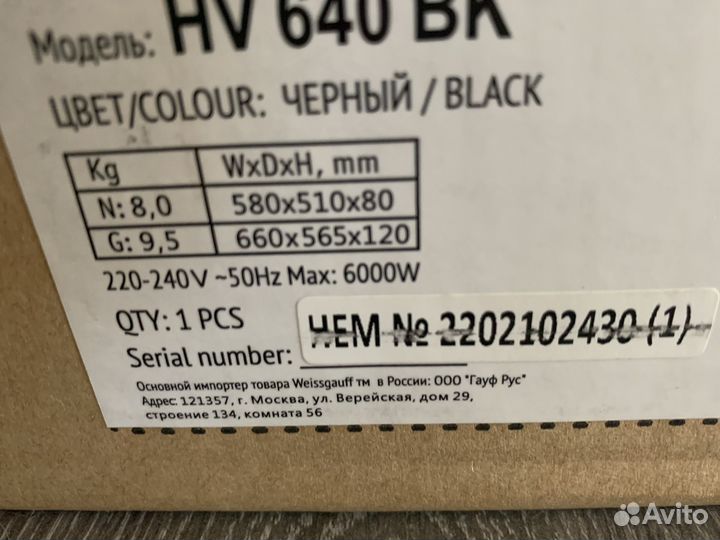 Модель: HV 640 BK
ЦВЕТ/COLOUR: ЧЕРНЫЙ / BLACK
Kg WxDxH, mm
N: 8,0 580x510x80
G: 9,5 660x565x120
220-240V ~50Hz Max: 6000W
QTY: 1 PCS
Serial number: НЕМ № 2202102430 (1)
Основной импортер товара Weissgauff тм в России: ООО "Гауф Рус"
Адрес: 121357, г. Москва, ул. Верейская, дом 29,
строение 134, комната 56
Avito